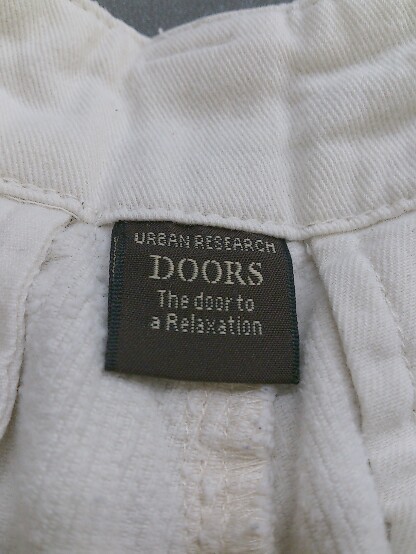 URBAN RESEARCH
DOORS
The door to
a Relaxation